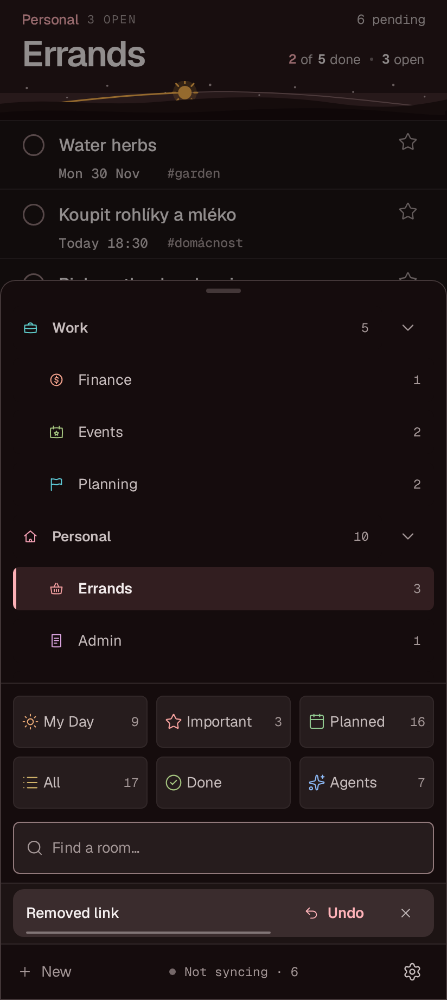 Personal 3 OPEN 6 pending
Errands 2 of 5 done • 3 open
Water herbs
Mon 30 Nov #garden
Koupit rohlíky a mléko
Today 18:30 #domácnost
Work 5
Finance 1
Events 2
Planning 2
Personal 10
Errands 3
Admin 1
My Day 9 Important 3 Planned 16
All 17 Done Agents 7
Find a room…
Removed link Undo
New Not syncing · 6